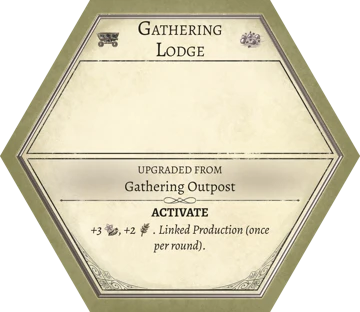 GATHERING
LODGE
UPGRADED FROM
Gathering Outpost
ACTIVATE
+3 , +2 . Linked Production (once
per round).